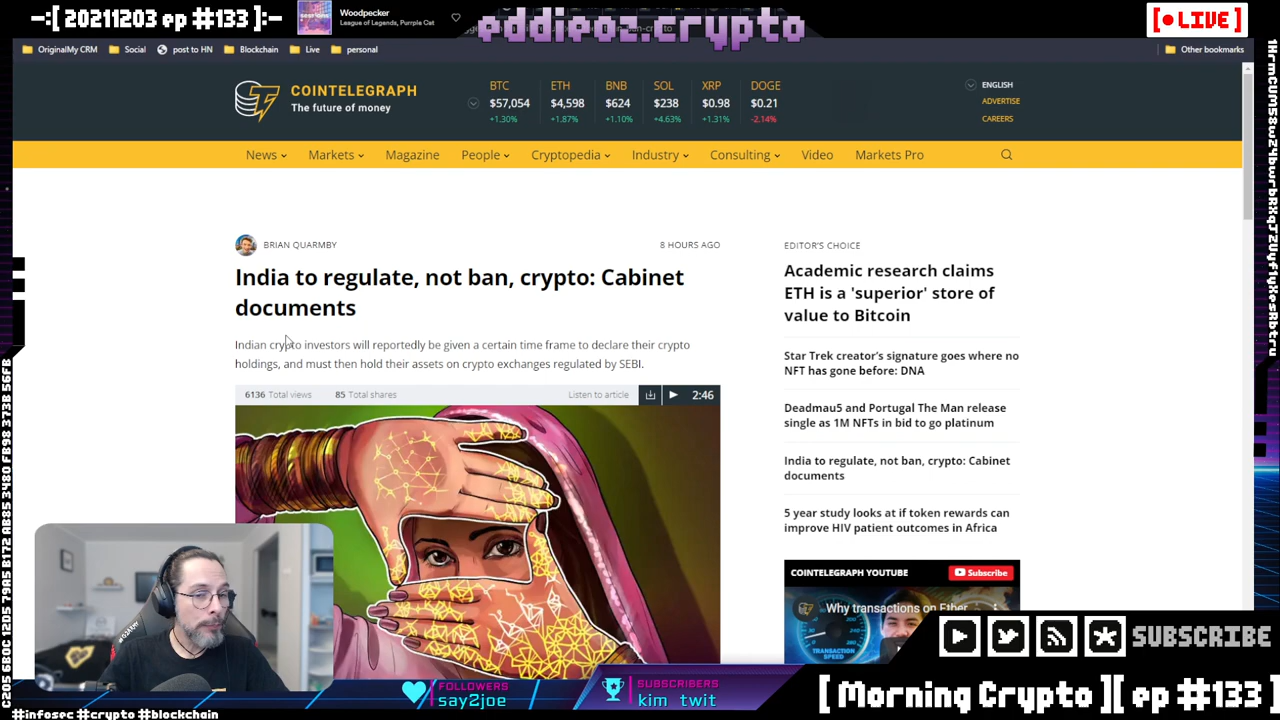 -:[ 20211203 ep #133 ]:-
Woodpecker
League of Legends, Purrple Cat
eddieoz.crypto
[ LIVE ]
OriginalMy CRM
Social
post to HN
Blockchain
Live
personal
Other bookmarks
COINTELEGRAPH
The future of money
BTC ETH BNB SOL XRP DOGE
$57,054 $4,598 $624 $238 $0.98 $0.21
+1.30% +1.87% +1.10% +4.63% +1.31% -2.14%
ENGLISH
ADVERTISE
CAREERS
News Markets Magazine People Cryptopedia Industry Consulting Video Markets Pro
BRIAN QUARMBY
8 HOURS AGO
India to regulate, not ban, crypto: Cabinet
documents
Indian crypto investors will reportedly be given a certain time frame to declare their crypto
holdings, and must then hold their assets on crypto exchanges regulated by SEBI.
6136 Total views 85 Total shares
Listen to article
2:46
EDITOR'S CHOICE
Academic research claims
ETH is a 'superior' store of
value to Bitcoin
Star Trek creator's signature goes where no
NFT has gone before: DNA
Deadmau5 and Portugal The Man release
single as 1M NFTs in bid to go platinum
India to regulate, not ban, crypto: Cabinet
documents
5 year study looks at if token rewards can
improve HIV patient outcomes in Africa
COINTELEGRAPH YOUTUBE
Subscribe
Why transactions on Ether
TRANSACTION
SPEED
SUBSCRIBE
FOLLOWERS
say2joe
SUBSCRIBERS
kim twit
[ Morning Crypto ][ ep #133 ]
#infosec #crypto #blockchain